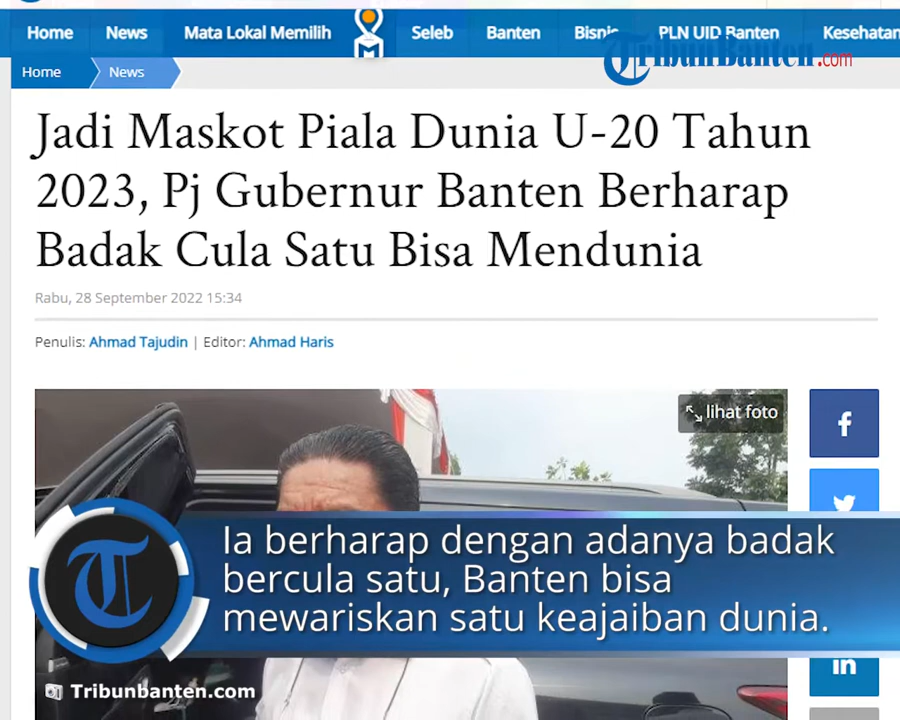 Home News Mata Lokal Memilih M Seleb Banten Bisnis PLN UID Banten Kesehatan
TribunBanten.com
Home News
Jadi Maskot Piala Dunia U-20 Tahun
2023, Pj Gubernur Banten Berharap
Badak Cula Satu Bisa Mendunia
Rabu, 28 September 2022 15:34
Penulis: Ahmad Tajudin | Editor: Ahmad Haris
lihat foto
f
Ia berharap dengan adanya badak
bercula satu, Banten bisa
mewariskan satu keajaiban dunia.
T
in
Tribunbanten.com